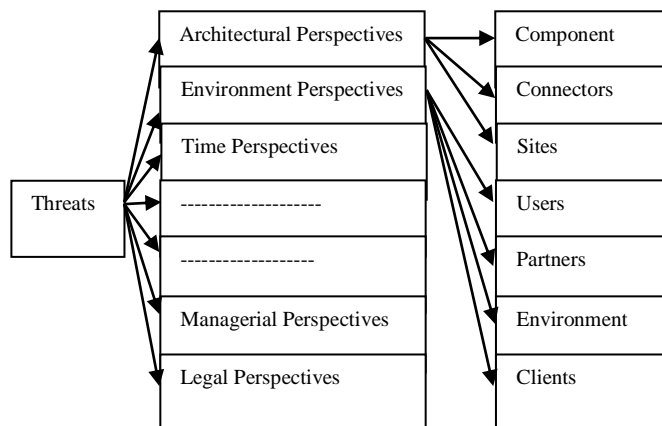 Architectural Perspectives
Component
Environment Perspectives
Connectors
Time Perspectives
Sites
Threats
---------------------
Users
--------------------
Partners
Managerial Perspectives
Environment
Legal Perspectives
Clients